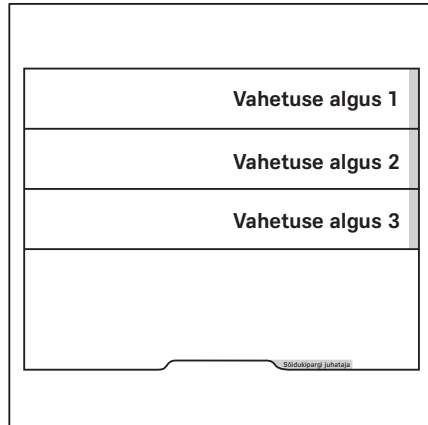 Vahetuse algus 1
Vahetuse algus 2
Vahetuse algus 3
Sõidukipargi juhataja